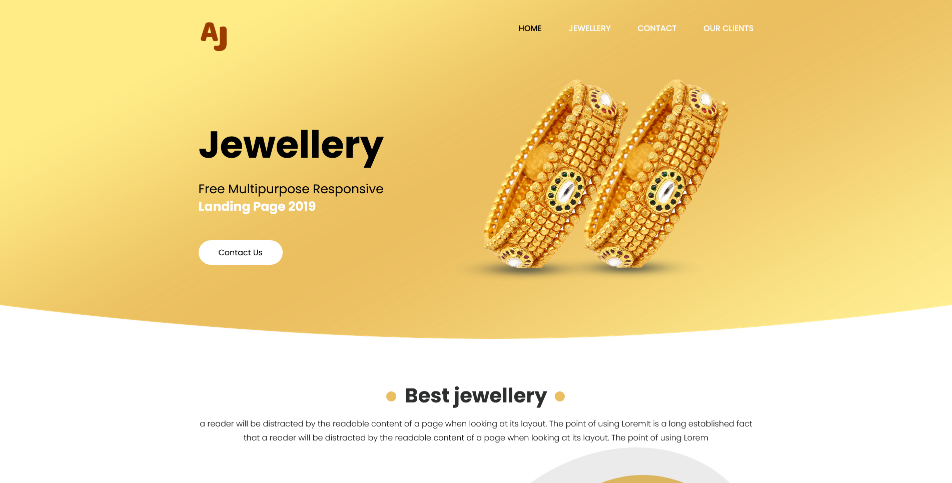 AJ
HOME JEWELLERY CONTACT OUR CLIENTS
Jewellery
Free Multipurpose Responsive
Landing Page 2019
Contact Us
Best jewellery
a reader will be distracted by the readable content of a page when looking at its layout. The point of using LoremIt is a long established fact
that a reader will be distracted by the readable content of a page when looking at its layout. The point of using Lorem